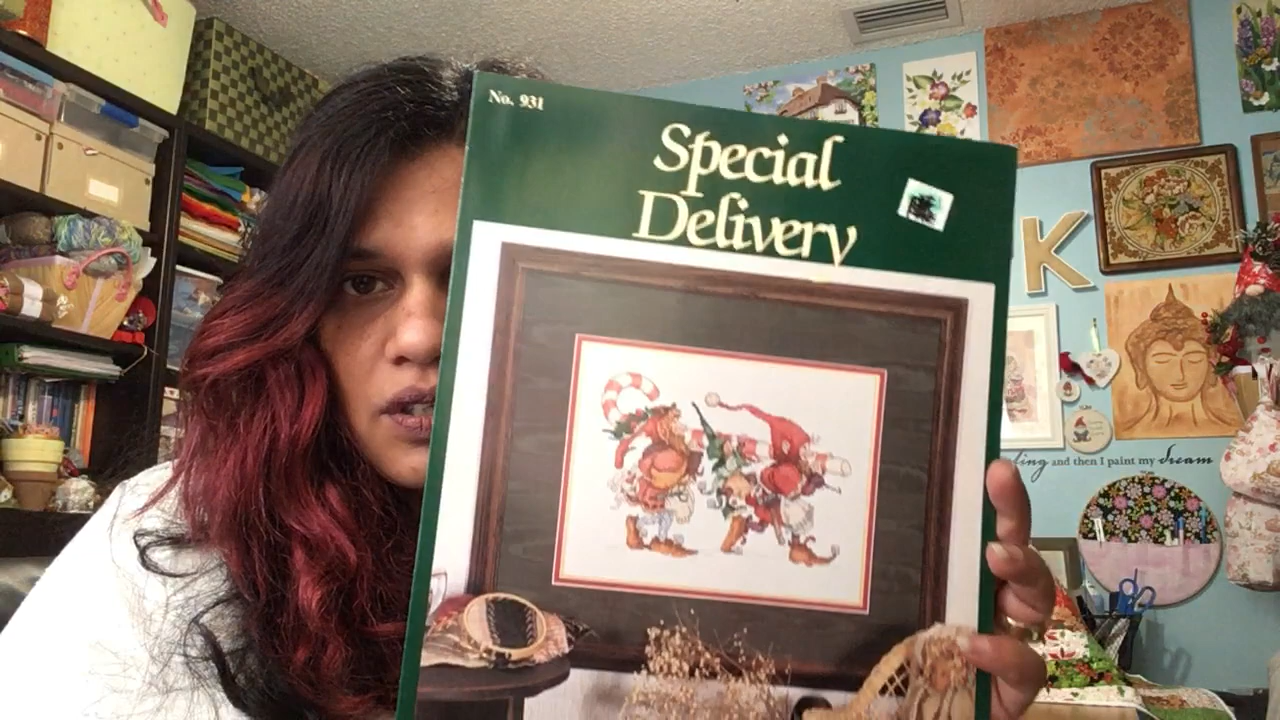 No. 931
Special
Delivery
K
and then I paint my dream